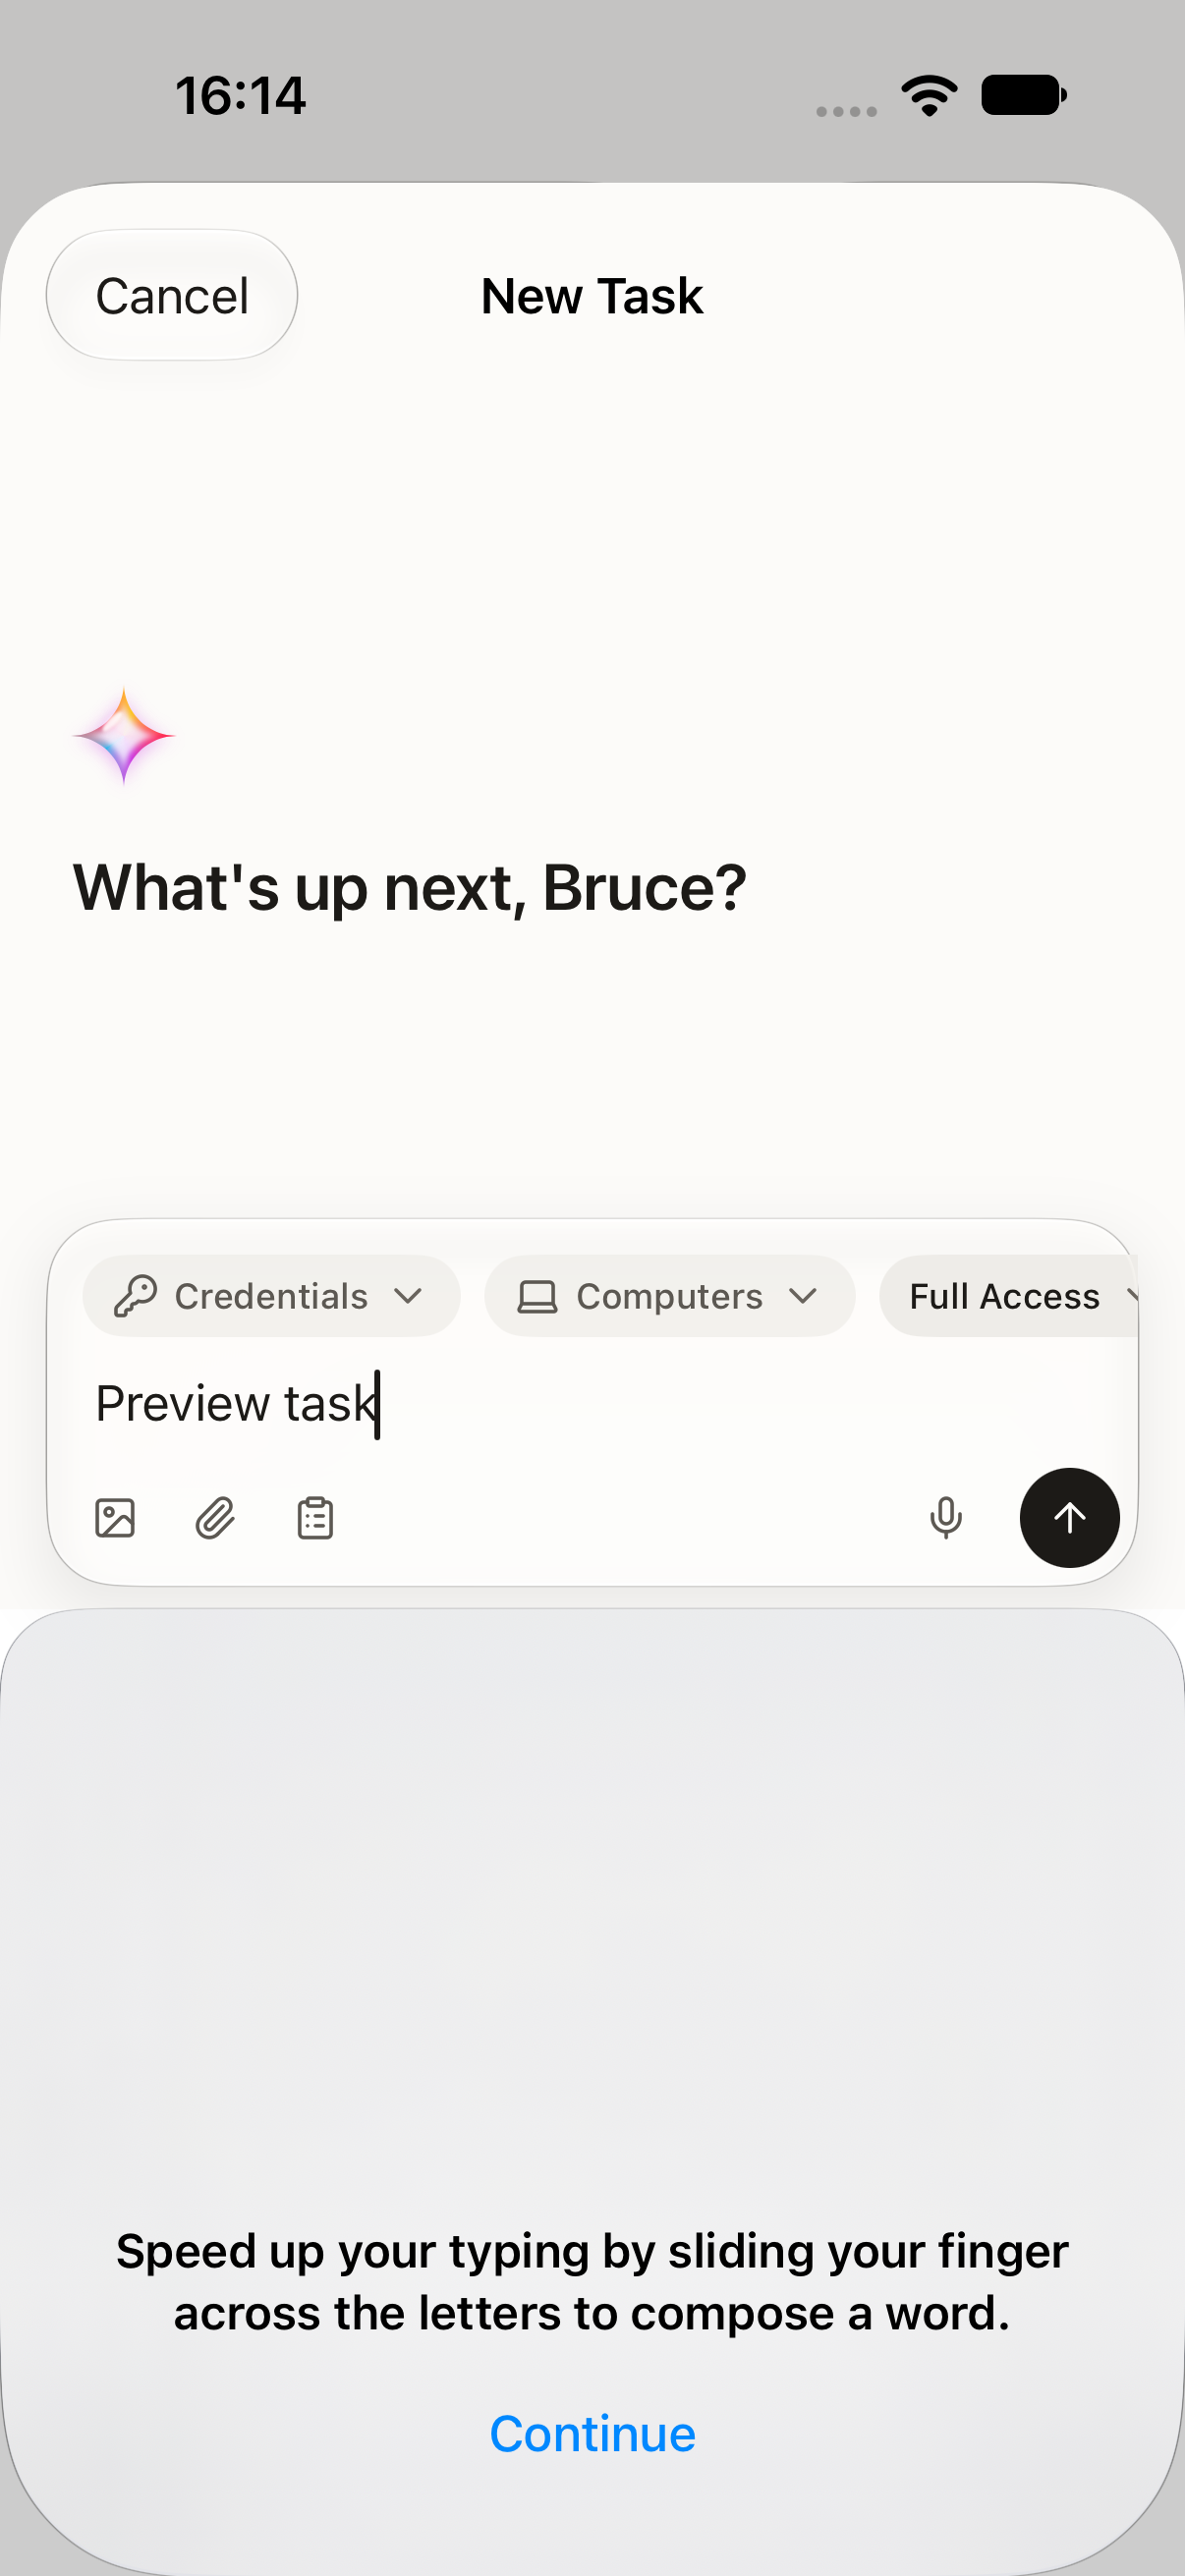 16:14
Cancel
New Task
What's up next, Bruce?
Credentials
Computers
Full Access
Preview task
Speed up your typing by sliding your finger
across the letters to compose a word.
Continue